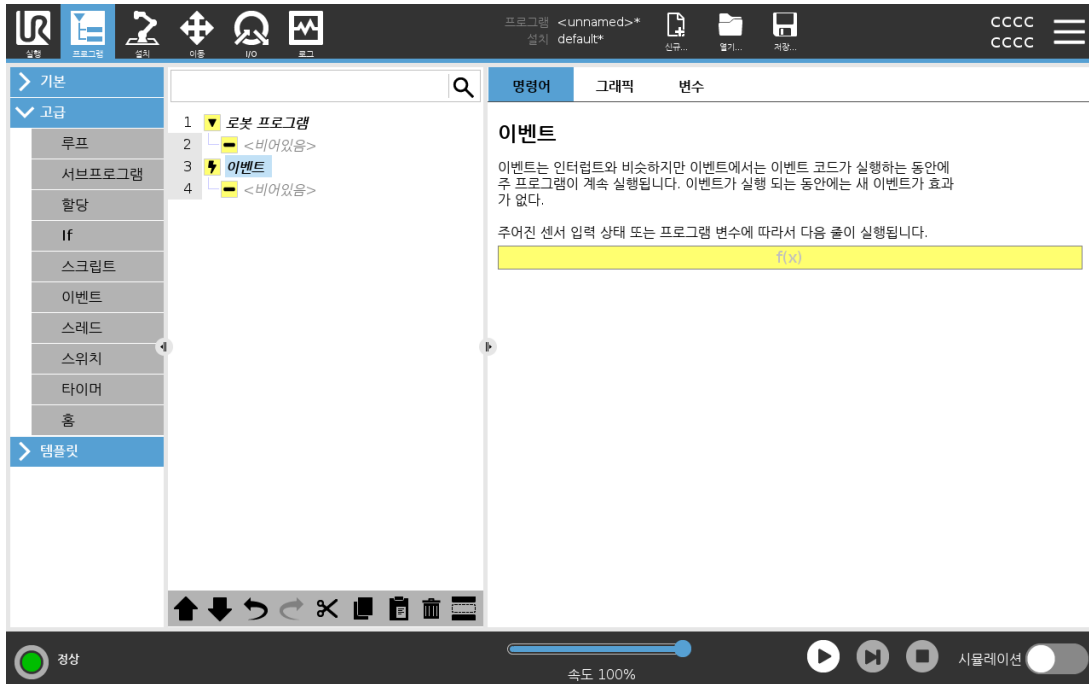 UR
실행
프로그램
설치
이동
I/O
로그
프로그램 <unnamed>*
설치 default*
신규...
열기...
저장...
cccc
cccc
기본
고급
루프
서브프로그램
할당
If
스크립트
이벤트
스레드
스위치
타이머
홈
템플릿
1 로봇 프로그램
2 <비어있음>
3 이벤트
4 <비어있음>
명령어 그래픽 변수
이벤트
이벤트는 인터럽트와 비슷하지만 이벤트에서는 이벤트 코드가 실행하는 동안에
주 프로그램이 계속 실행됩니다. 이벤트가 실행 되는 동안에는 새 이벤트가 효과
가 없다.
주어진 센서 입력 상태 또는 프로그램 변수에 따라서 다음 줄이 실행됩니다.
f(x)
정상
속도 100%
시뮬레이션